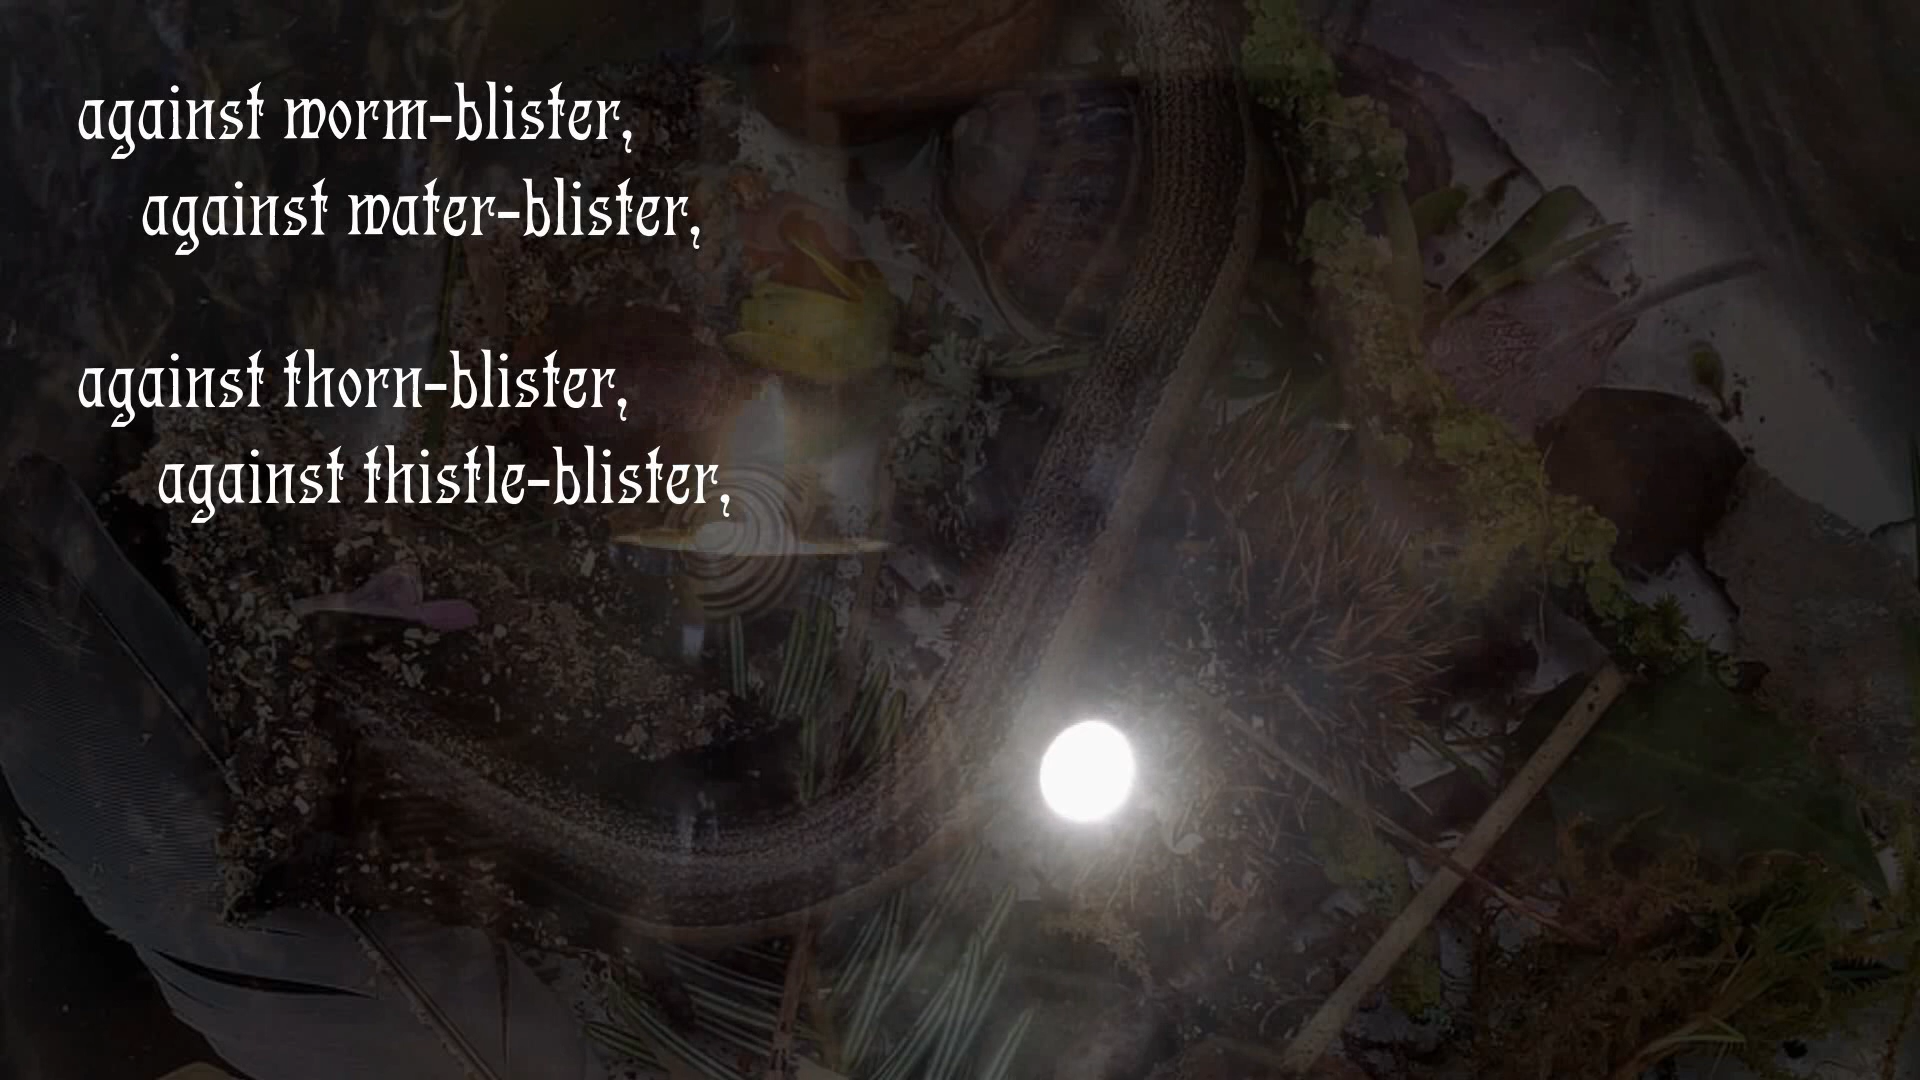 against worm-blister,
against water-blister,
against thorn-blister,
against thistle-blister,